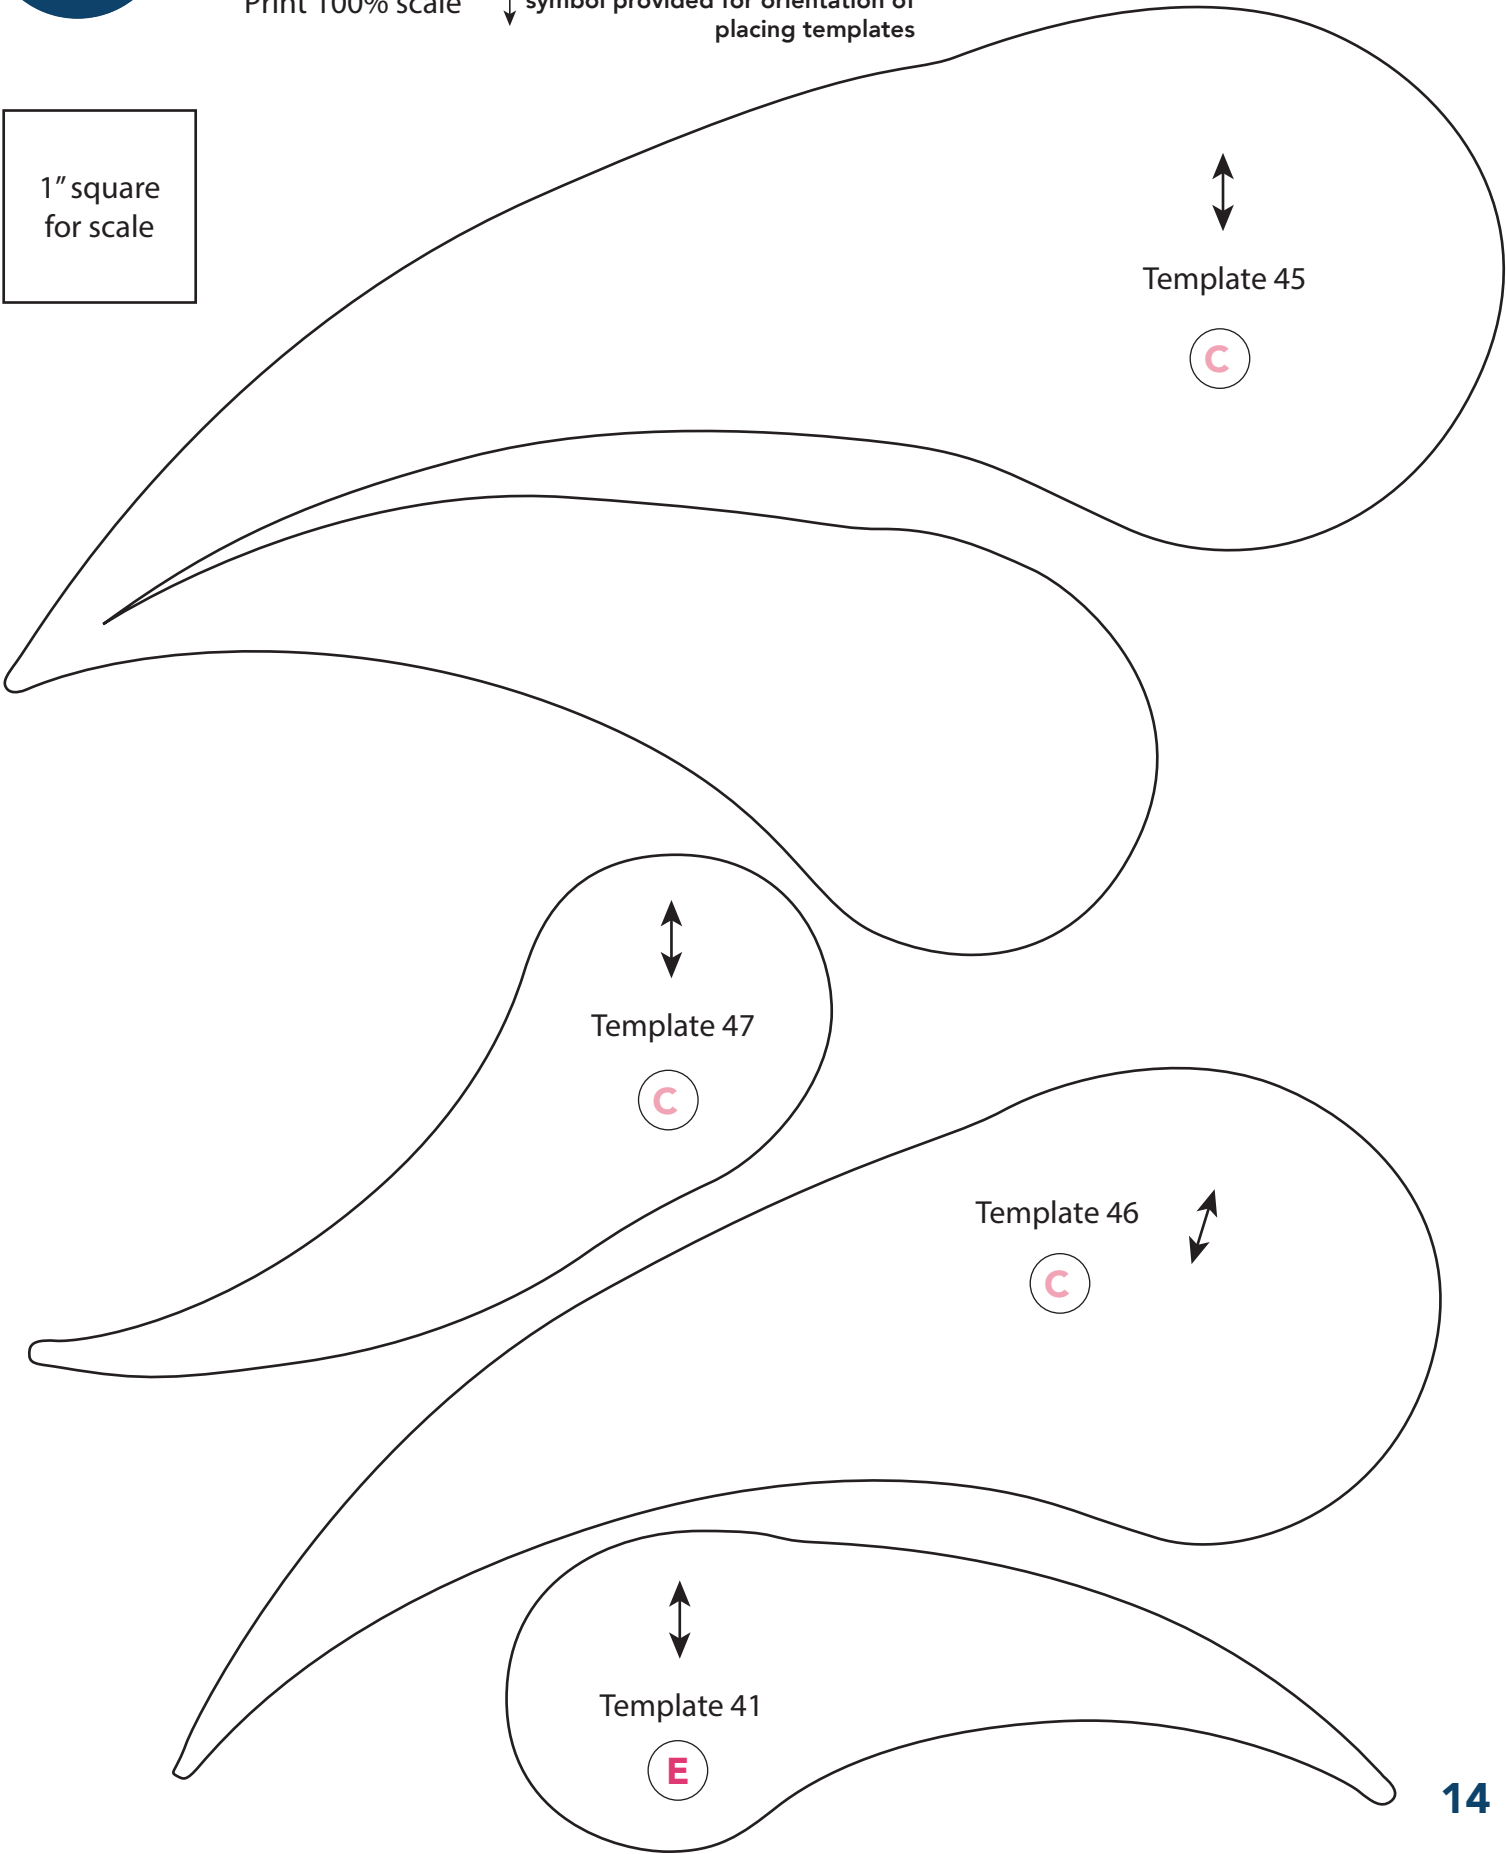 Print 100% scale
symbol provided for orientation of
placing templates
1” square
for scale
Template 45
C
Template 47
C
Template 46
C
Template 41
E
14